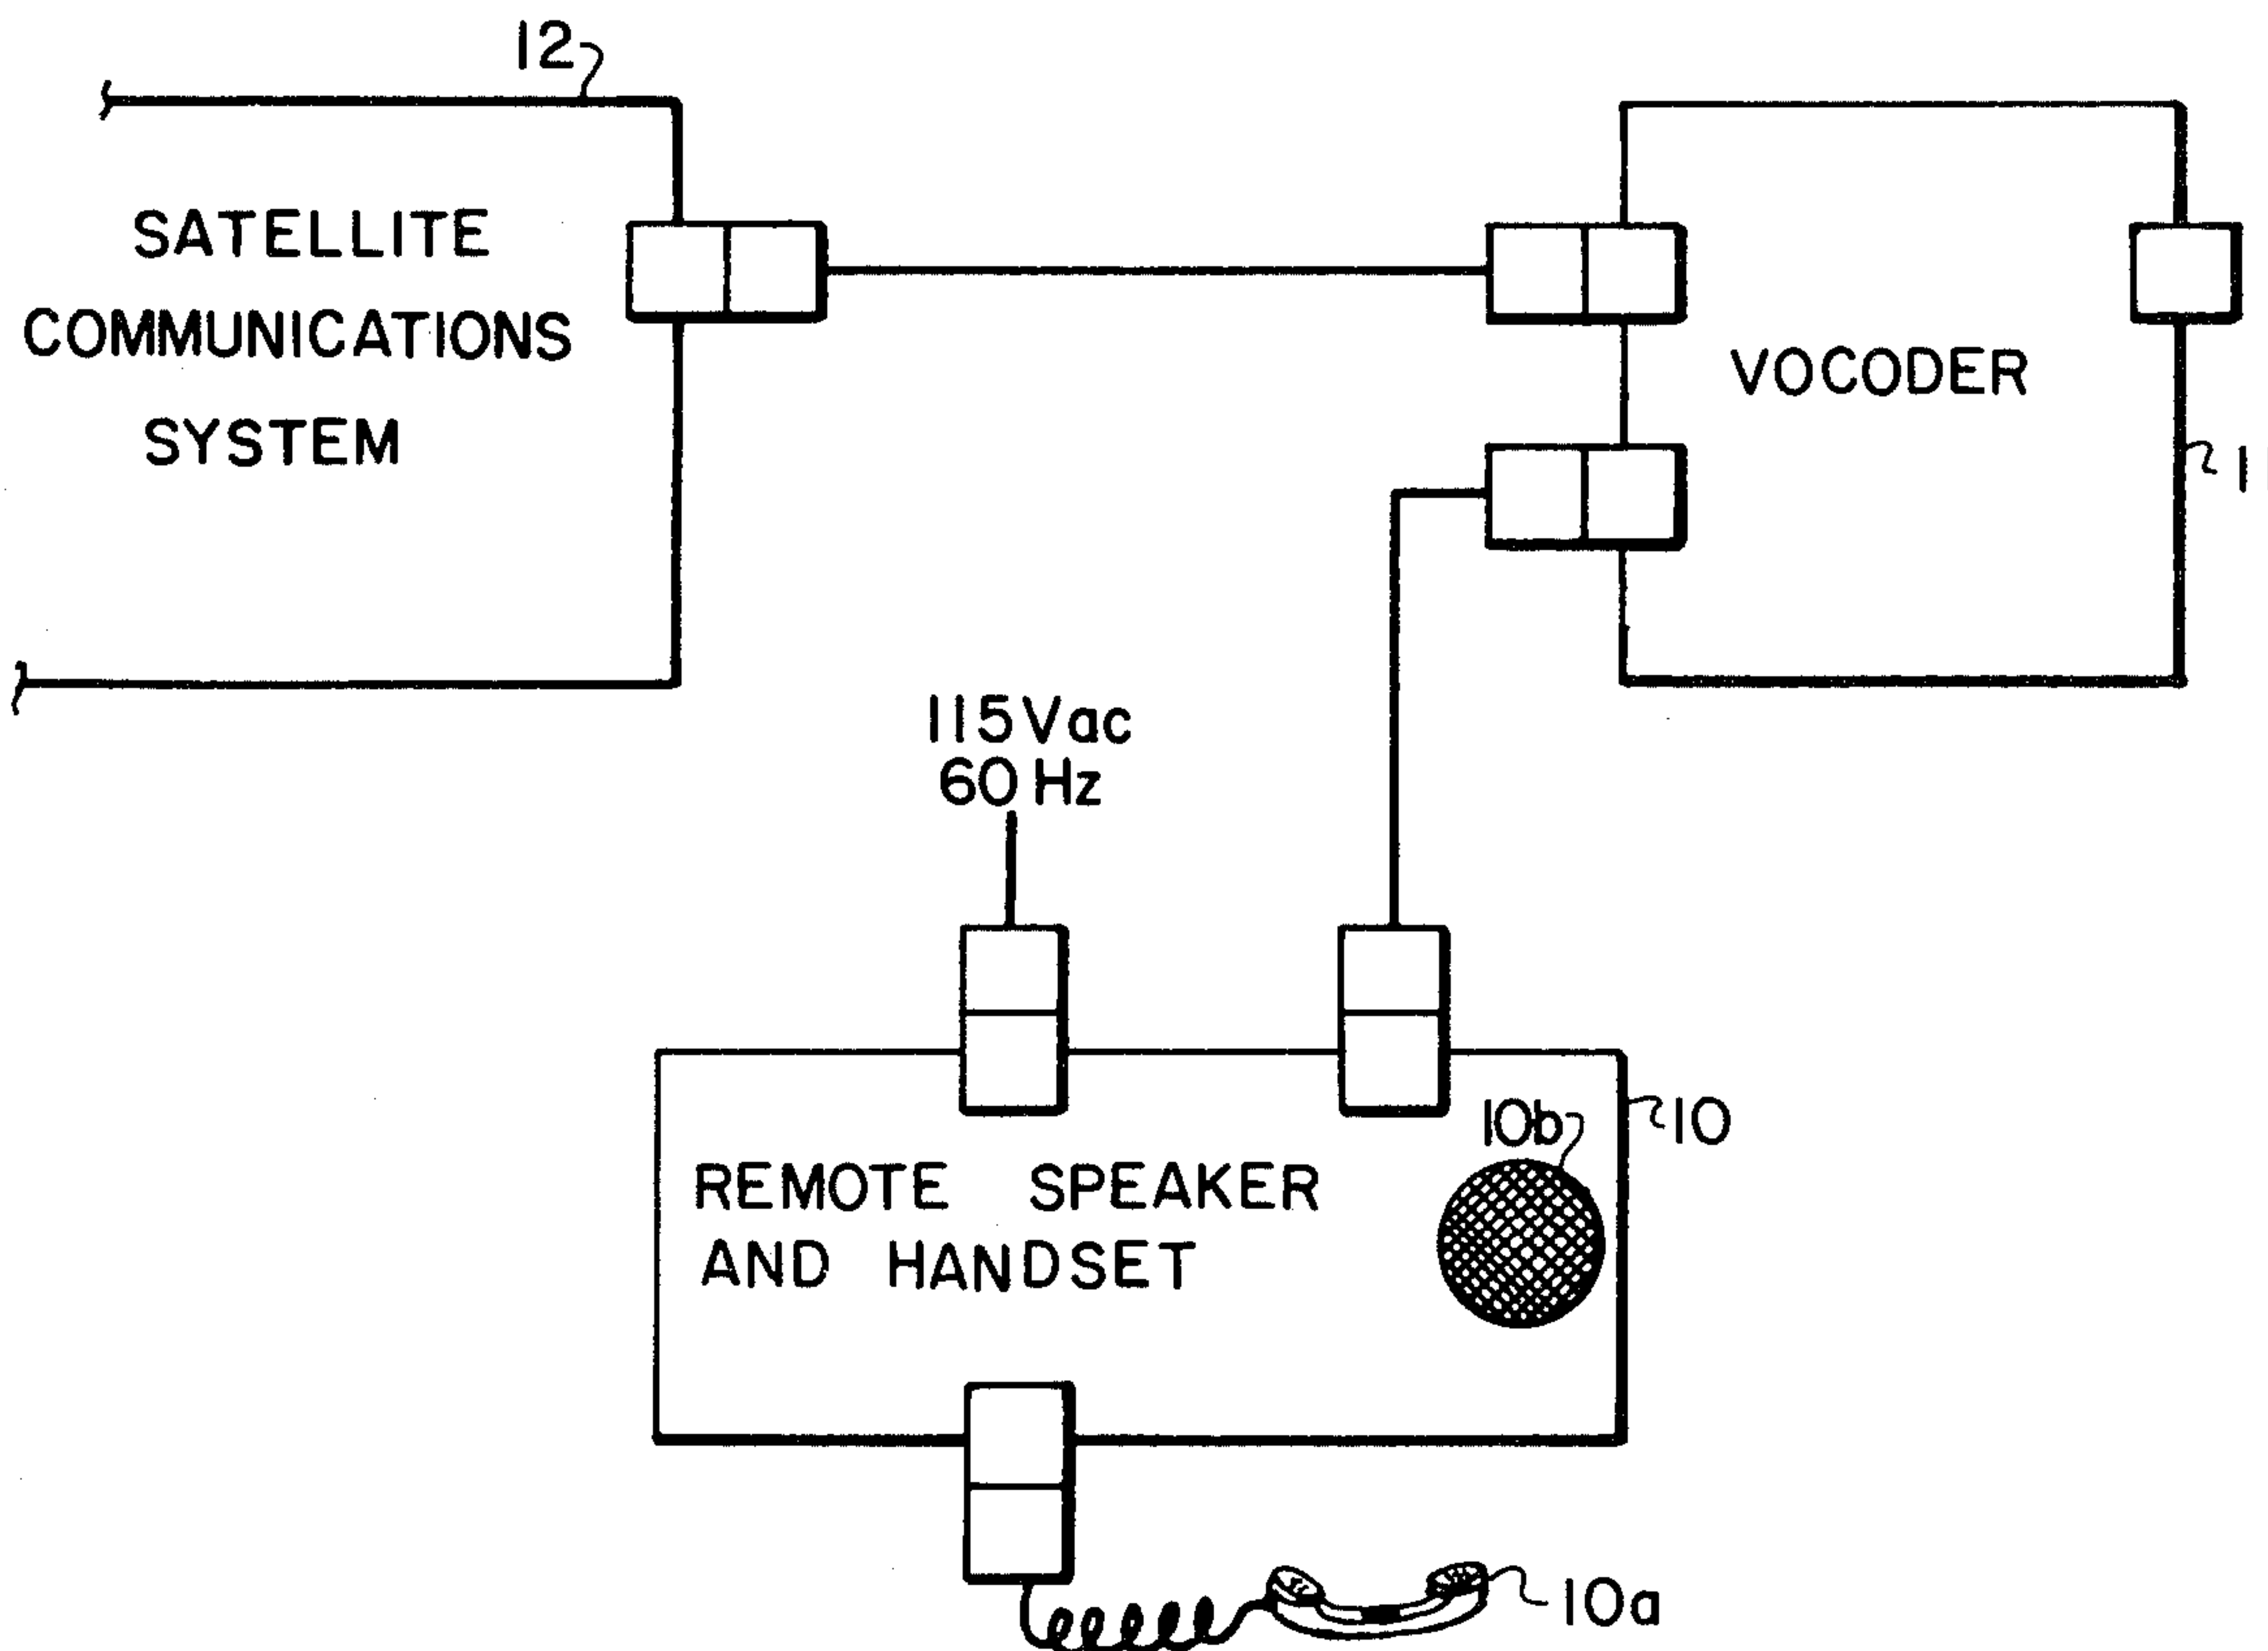 12
SATELLITE
COMMUNICATIONS
SYSTEM
VOCODER
115Vac
60 Hz
10b
10
REMOTE SPEAKER
AND HANDSET
10a